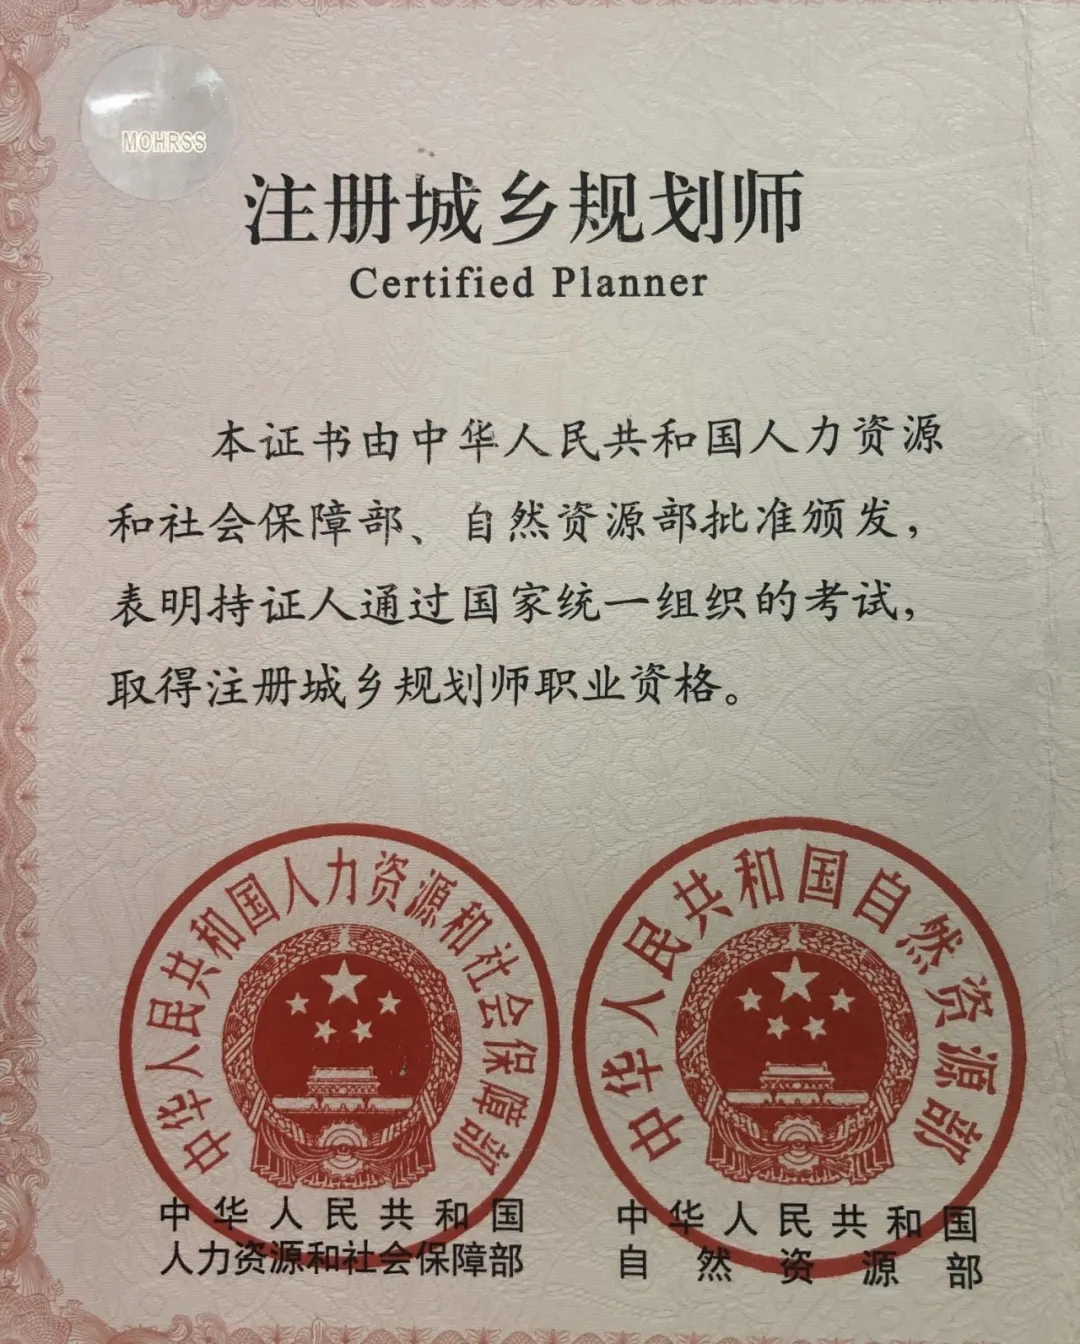 MOHRSS
注册城乡规划师
Certified Planner
本证书由中华人民共和国人力资源
和社会保障部、自然资源部批准颁发，
表明持证人通过国家统一组织的考试，
取得注册城乡规划师职业资格。
中华人民共和国人力资源和社会保障部
中华人民共和国自然资源部
中华人民共和国
人力资源和社会保障部
中华人民共和国
自然资源部